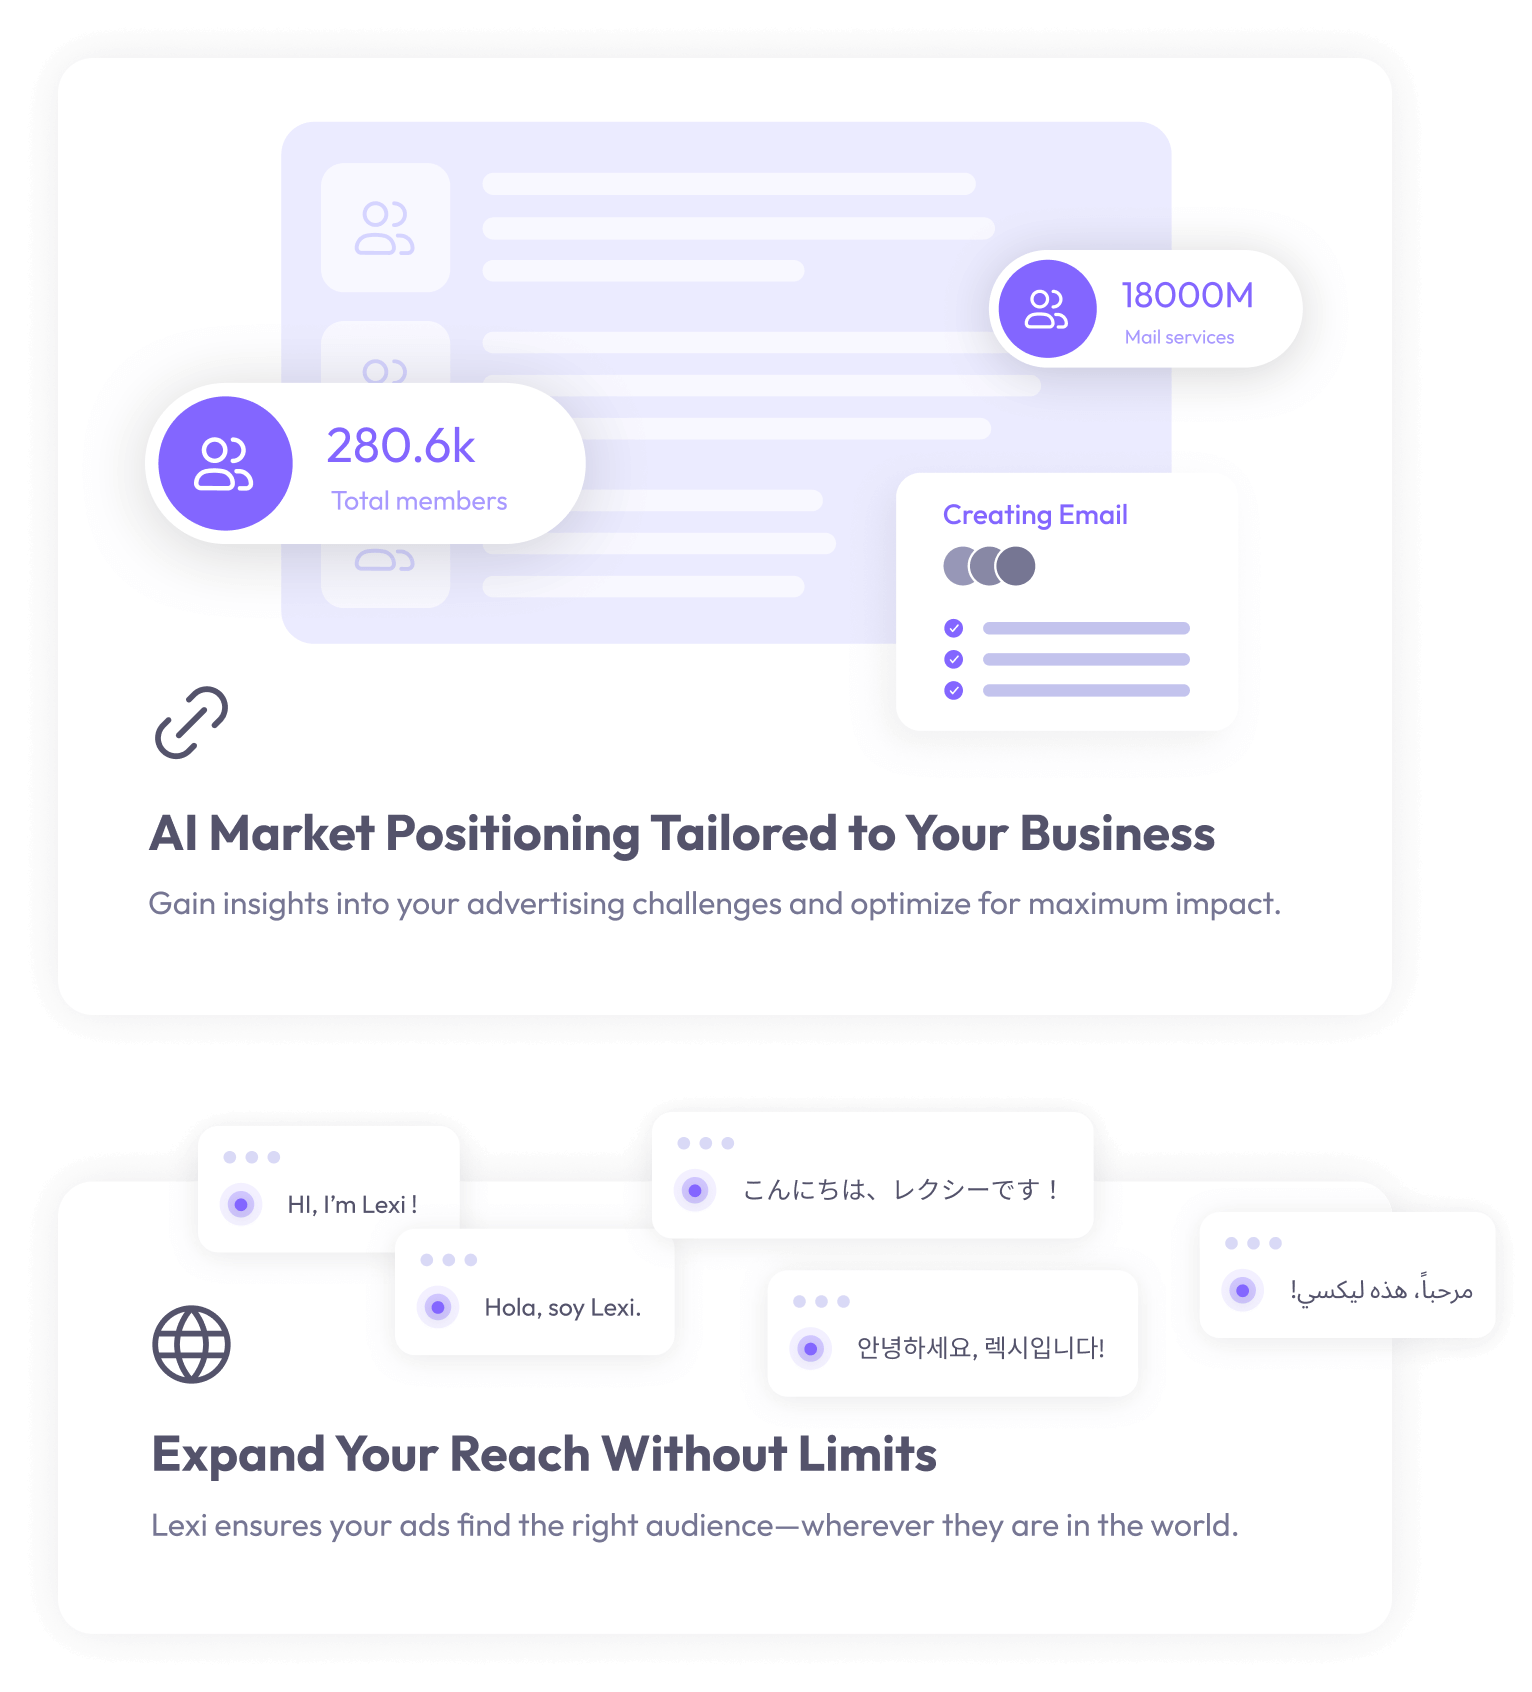 18000M
Mail services
280.6k
Total members
Creating Email
AI Market Positioning Tailored to Your Business
Gain insights into your advertising challenges and optimize for maximum impact.
HI, I’m Lexi !
こんにちは、レクシーです！
Hola, soy Lexi.
مرحباً، هذه ليكسي!
안녕하세요, 렉시입니다!
Expand Your Reach Without Limits
Lexi ensures your ads find the right audience—wherever they are in the world.